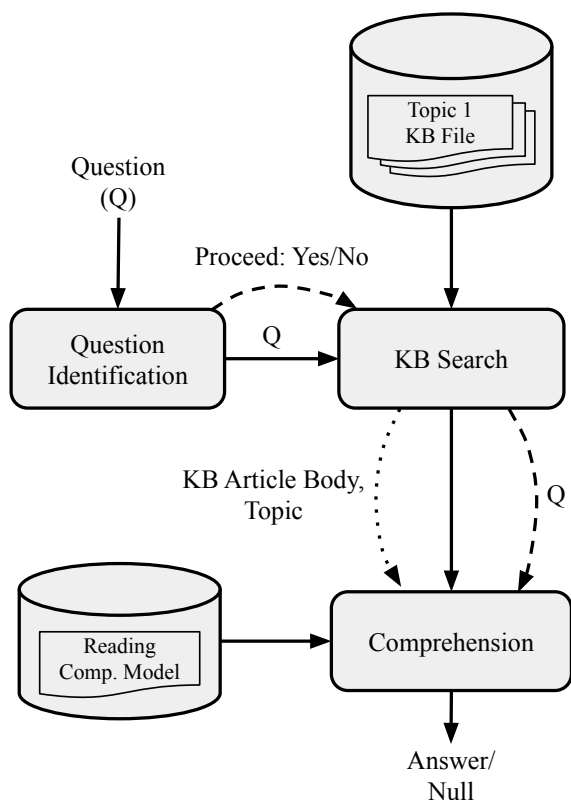 Topic 1
KB File
Question
(Q)
Proceed: Yes/No
Question
Identification
Q
KB Search
KB Article Body,
Topic
Q
Reading
Comp. Model
Comprehension
Answer/
Null